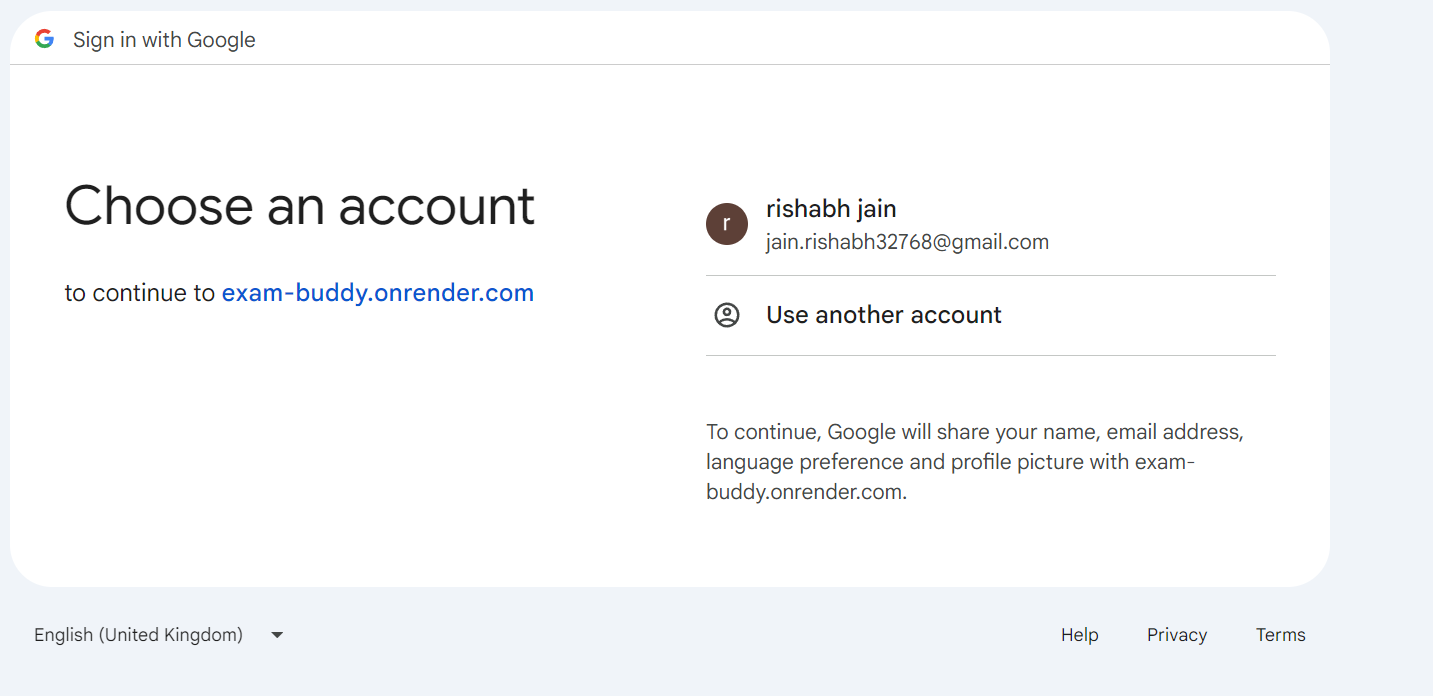 Sign in with Google
Choose an account
to continue to exam-buddy.onrender.com
r
rishabh jain
jain.rishabh32768@gmail.com
Use another account
To continue, Google will share your name, email address,
language preference and profile picture with exam-
buddy.onrender.com.
English (United Kingdom)
Help
Privacy
Terms